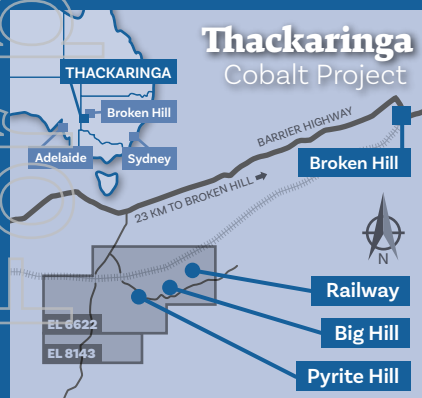 Thackaringa
Cobalt Project
THACKARINGA
Broken Hill
Adelaide
Sydney
BARRIER HIGHWAY
Broken Hill
23 KM TO BROKEN HILL
N
Railway
EL 6622
Big Hill
EL 8143
Pyrite Hill